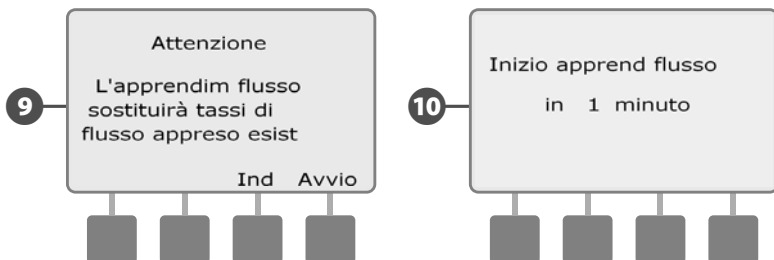 9
Attenzione
L'apprendim flusso
sostituirà tassi di
flusso appreso esist
Ind Avvio
10
Inizio apprend flusso
in 1 minuto